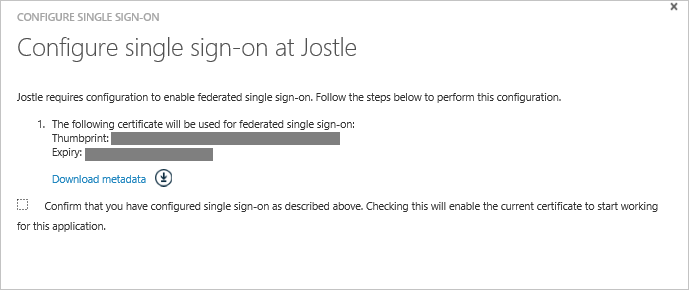 x
CONFIGURE SINGLE SIGN-ON
Configure single sign-on at Jostle
Jostle requires configuration to enable federated single sign-on. Follow the steps below to perform this configuration.
1. The following certificate will be used for federated single sign-on:
Thumbprint:
Expiry:
Download metadata
Confirm that you have configured single sign-on as described above. Checking this will enable the current certificate to start working
for this application.